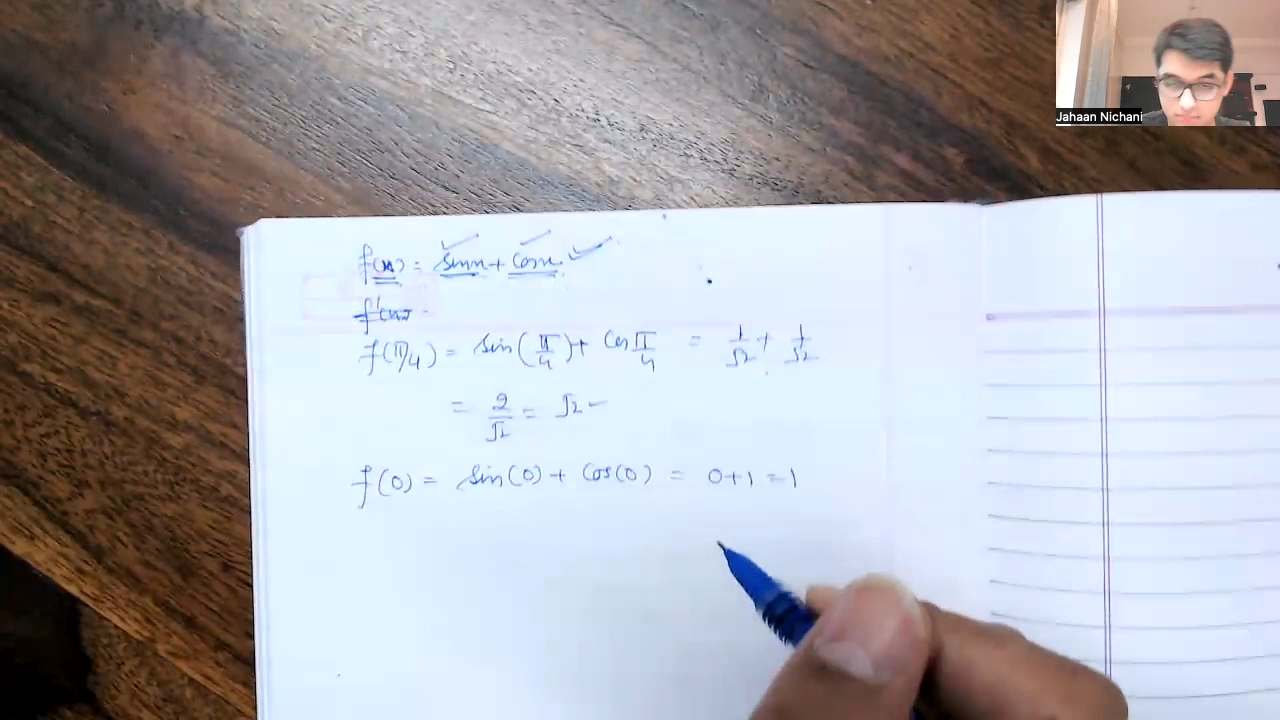 Jahaan Nichani
f(x) = sinx + cosx
f'(x) =
f(π/4) = sin(π/4) + cos π/4 = 1/√2 + 1/√2
= 2/√2 = √2
f(0) = sin(0) + cos(0) = 0+1 = 1